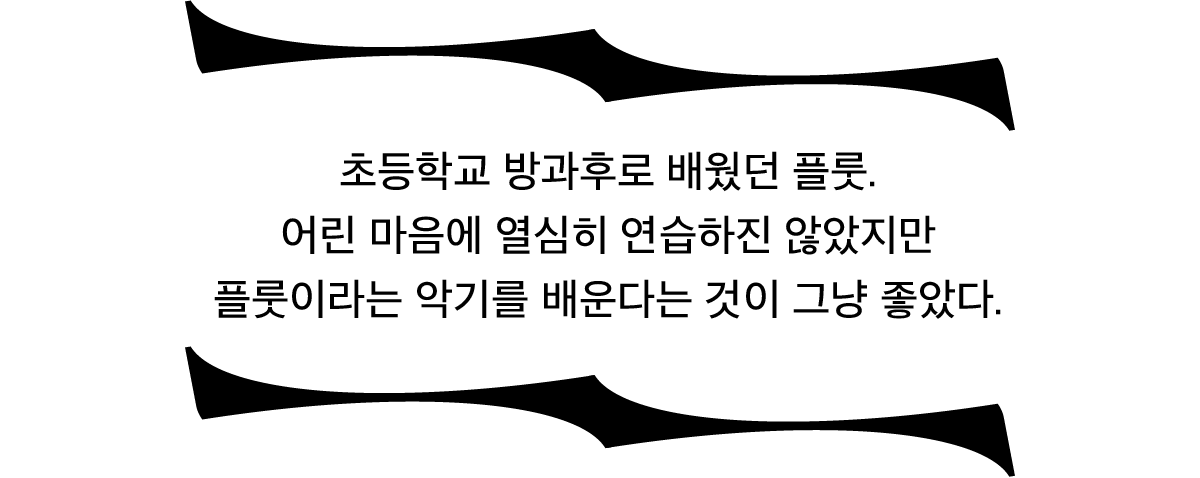 초등학교 방과후로 배웠던 플룻.
어린 마음에 열심히 연습하진 않았지만
플룻이라는 악기를 배운다는 것이 그냥 좋았다.